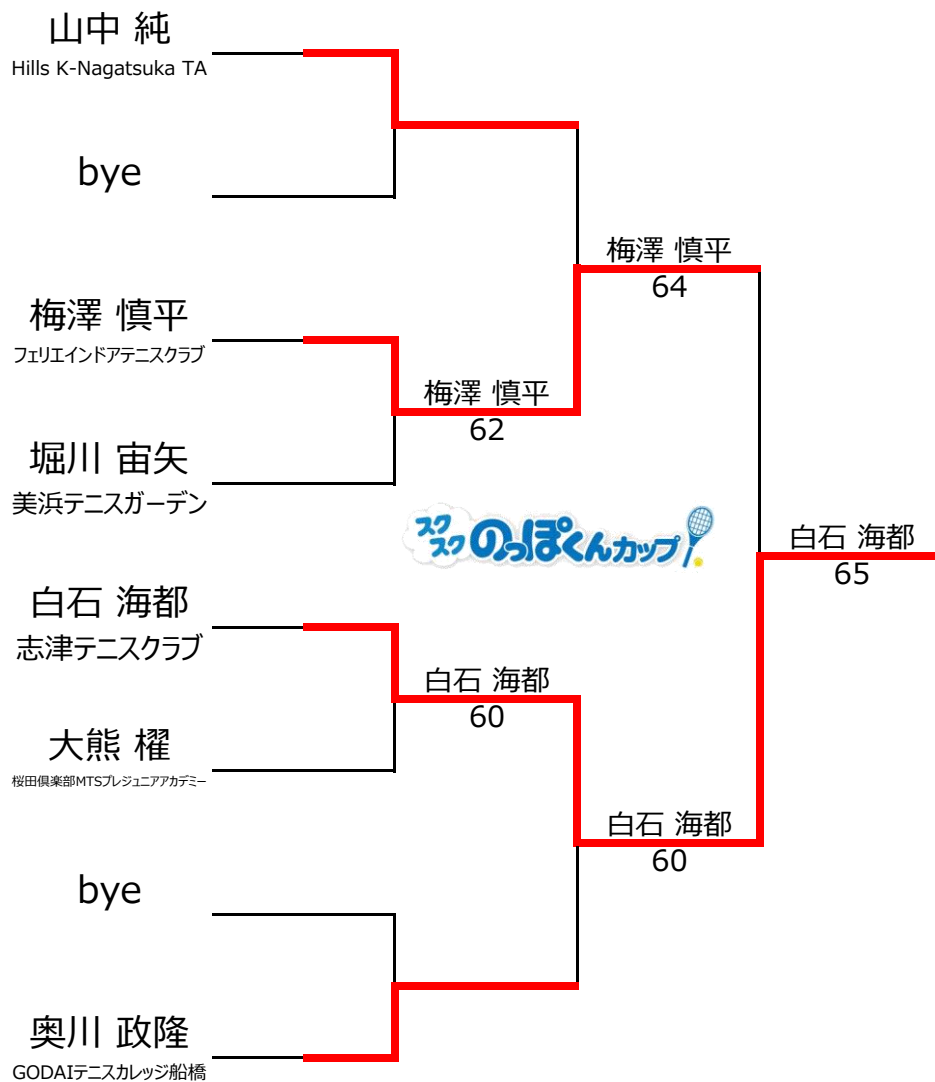 山中 純
Hills K-Nagatsuka TA
bye
梅澤 慎平
フェリエインドアテニスクラブ
堀川 宙矢
美浜テニスガーデン
白石 海都
志津テニスクラブ
大熊 櫂
桜田倶楽部MTSプレジュニアアカデミー
bye
奥川 政隆
GODAIテニスカレッジ船橋
梅澤 慎平
62
白石 海都
60
梅澤 慎平
64
白石 海都
60
スクスク のっぽくんカップ
白石 海都
65